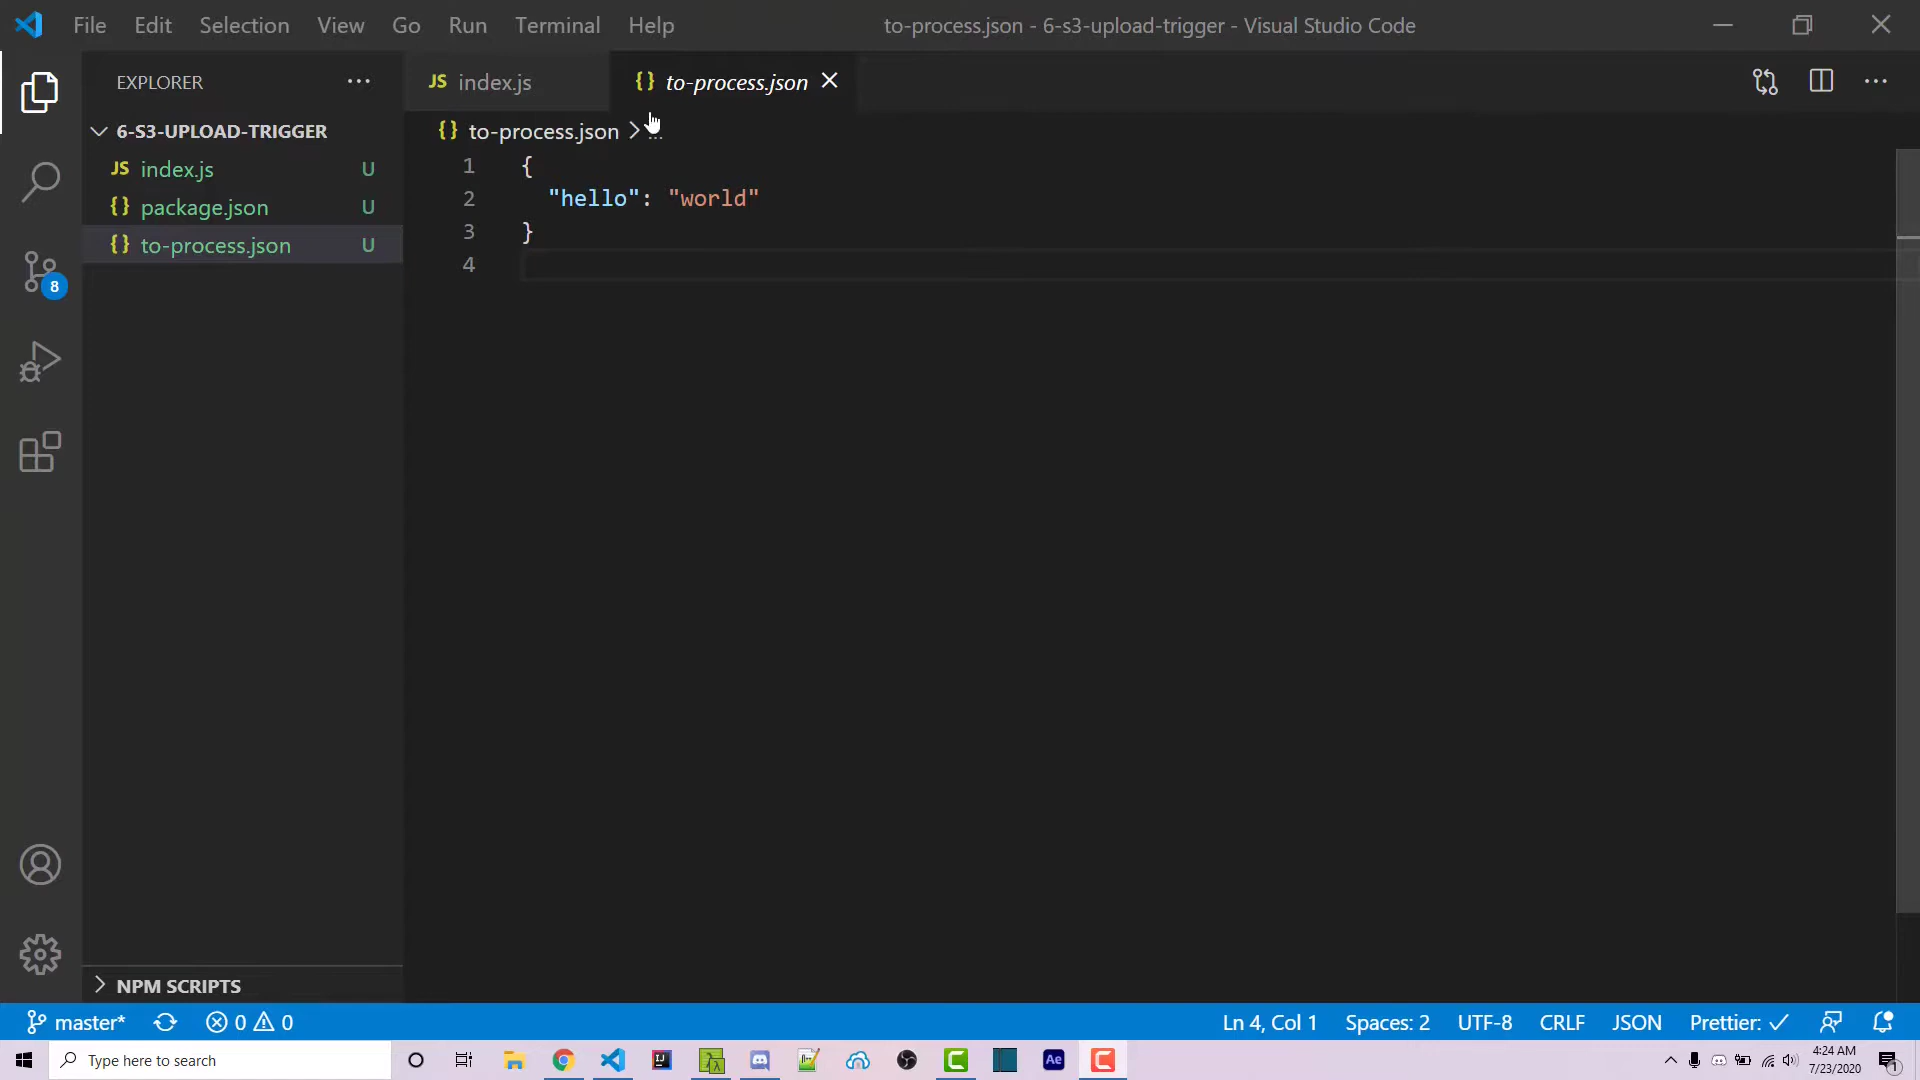 File Edit Selection View Go Run Terminal Help
to-process.json - 6-s3-upload-trigger - Visual Studio Code
EXPLORER
6-S3-UPLOAD-TRIGGER
JS index.js U
{} package.json U
{} to-process.json U
NPM SCRIPTS
JS index.js
{} to-process.json
{} to-process.json > ...
1 {
2 "hello": "world"
3 }
4
8
master* 0 0
Ln 4, Col 1 Spaces: 2 UTF-8 CRLF JSON Prettier: ✓
Type here to search
Ae
4:24 AM
7/23/2020
1